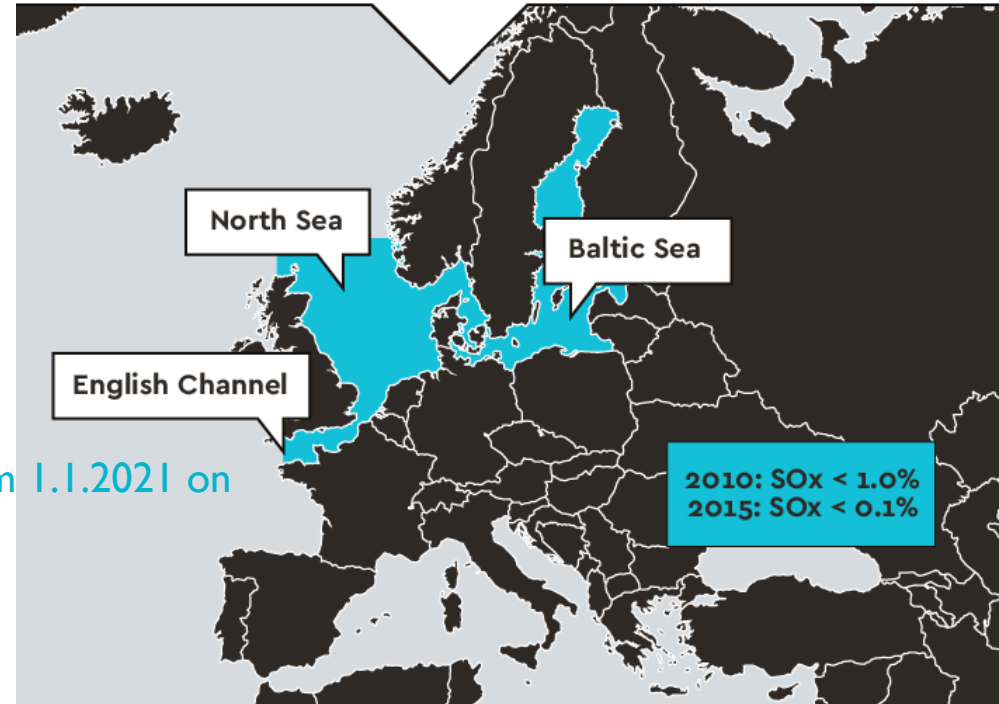 North Sea
Baltic Sea
English Channel
1.1.2021 on
2010: SOx < 1.0%
2015: SOx < 0.1%